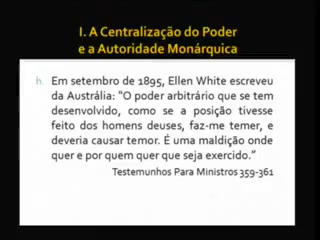 I. A Centralização do Poder
e a Autoridade Monárquica
h. Em setembro de 1895, Ellen White escreveu
da Austrália: "O poder arbitrário que se tem
desenvolvido, como se a posição tivesse
feito dos homens deuses, faz-me temer, e
deveria causar temor. É uma maldição onde
quer e por quem quer que seja exercido."
Testemunhos Para Ministros 359-361